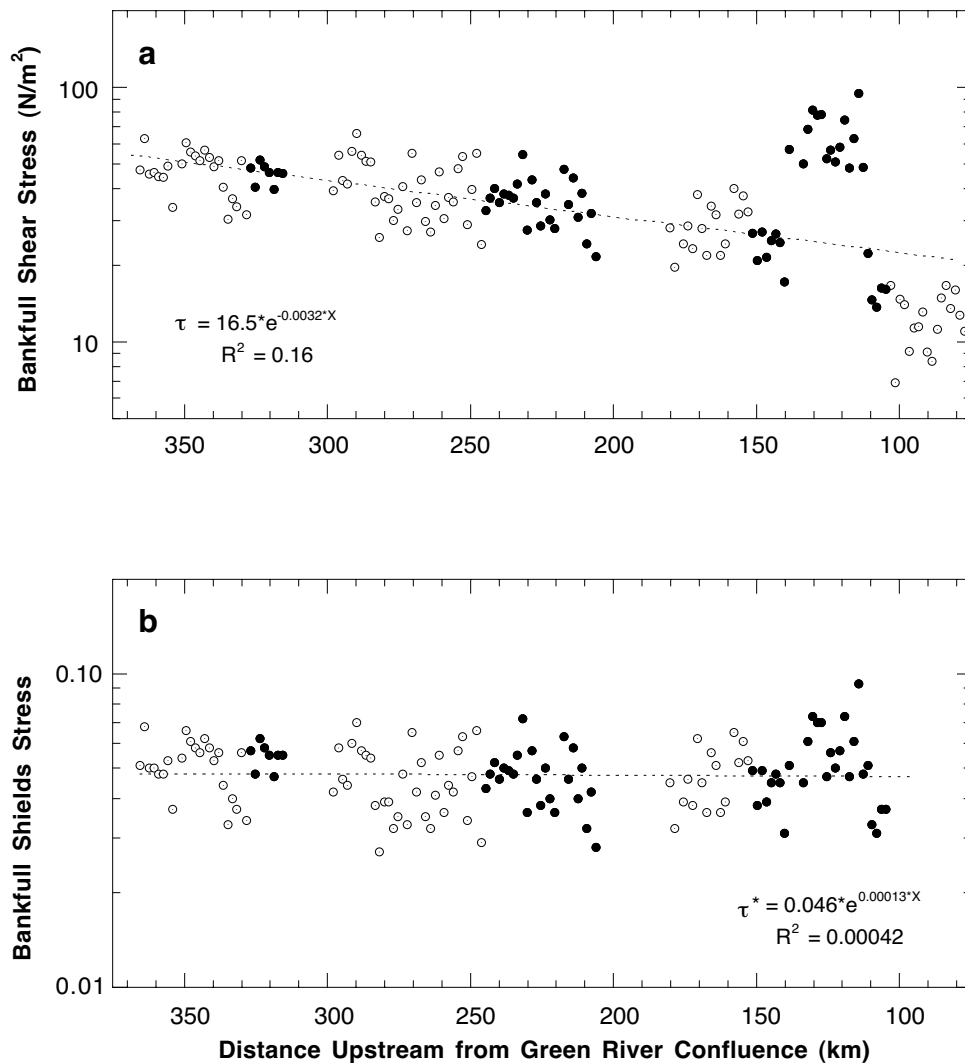 a
Bankfull Shear Stress (N/m²)
100
10
τ = 16.5*e^-0.0032*X
R² = 0.16
350 300 250 200 150 100
b
Bankfull Shields Stress
0.10
0.01
τ* = 0.046*e^0.00013*X
R² = 0.00042
350 300 250 200 150 100
Distance Upstream from Green River Confluence (km)